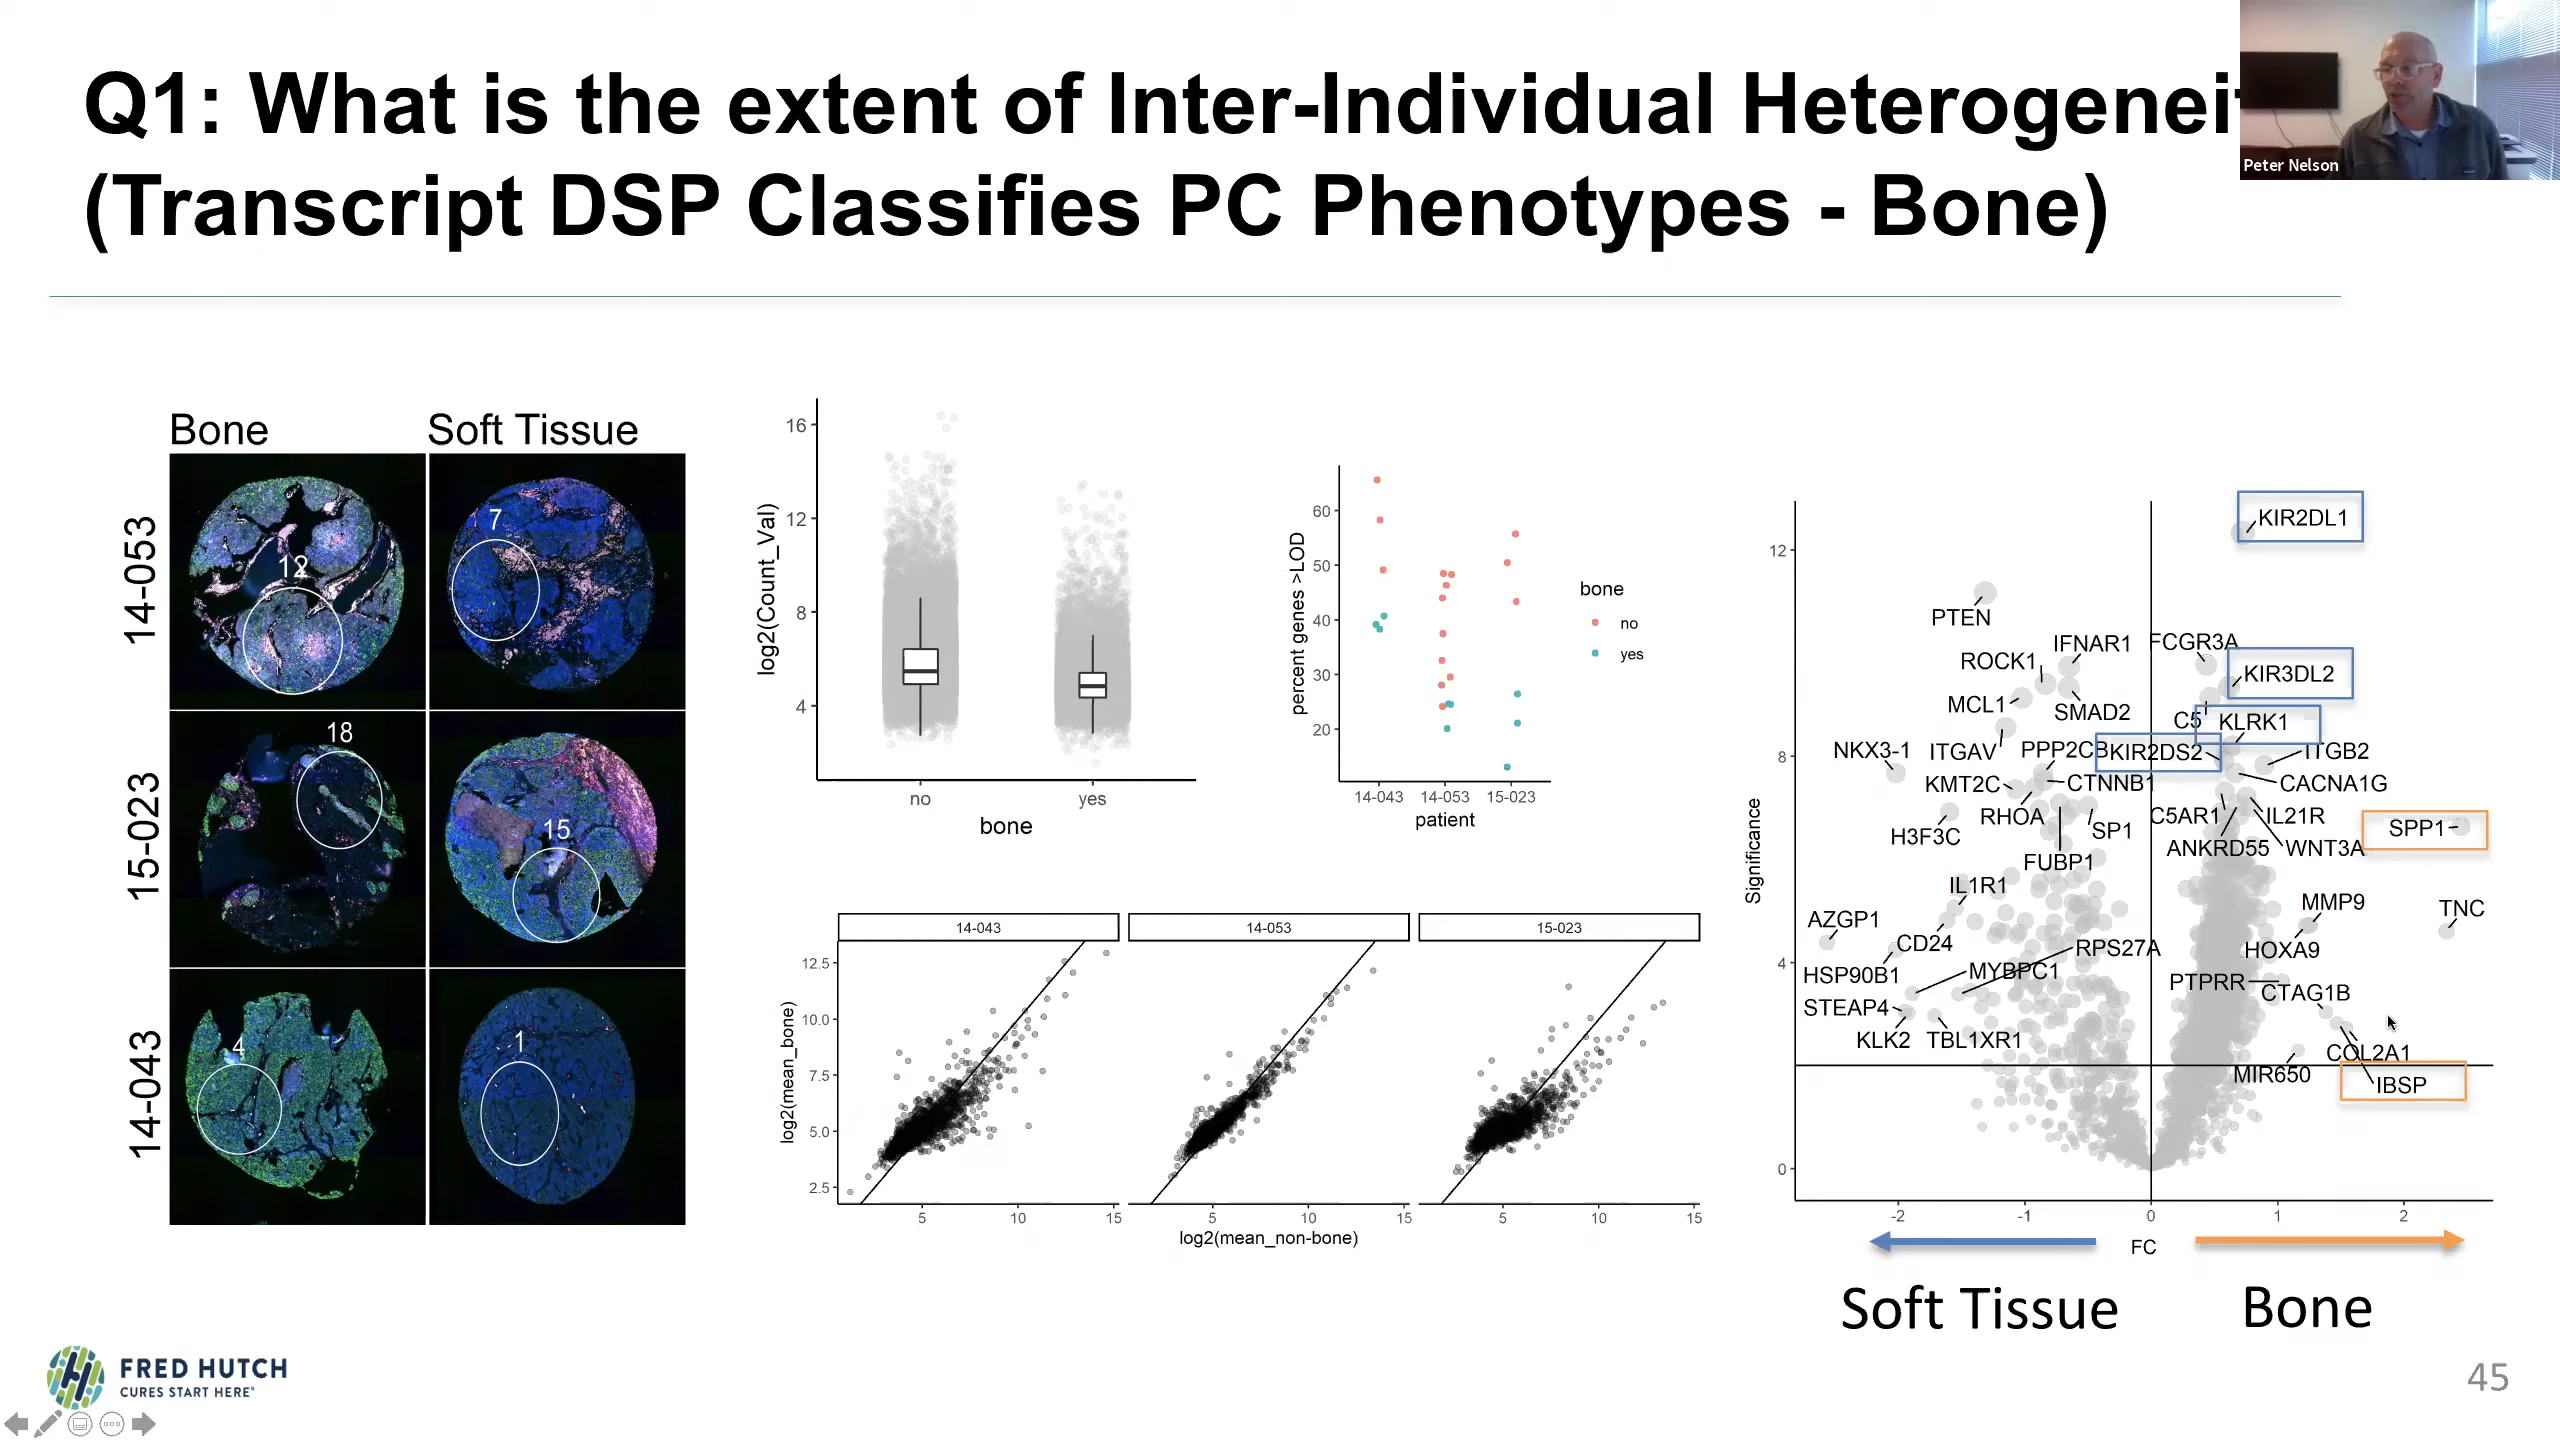 Q1: What is the extent of Inter-Individual Heterogenei
(Transcript DSP Classifies PC Phenotypes - Bone)
Peter Nelson
Bone
Soft Tissue
14-053
12
7
15-023
18
15
14-043
4
1
log2(Count_Val)
16
12
8
4
no
yes
bone
percent genes >LOD
60
50
40
30
20
14-043
14-053
15-023
patient
bone
no
yes
14-043
14-053
15-023
log2(mean_bone)
12.5
10.0
7.5
5.0
2.5
5
10
15
5
10
15
5
10
15
log2(mean_non-bone)
Significance
12
8
4
0
KIR2DL1
PTEN
IFNAR1
FCGR3A
ROCK1
KIR3DL2
MCL1
SMAD2
C5
KLRK1
NKX3-1
ITGAV
PPP2CB
KIR2DS2
ITGB2
KMT2C
CTNNB1
CACNA1G
RHOA
SP1
C5AR1
IL21R
SPP1
H3F3C
FUBP1
ANKRD55
WNT3A
IL1R1
MMP9
TNC
AZGP1
CD24
RPS27A
HOXA9
HSP90B1
MYBPC1
PTPRR
CTAG1B
STEAP4
KLK2
TBL1XR1
COL2A1
MIR650
IBSP
-2
-1
0
1
2
FC
Soft Tissue
Bone
FRED HUTCH
CURES START HERE®
45